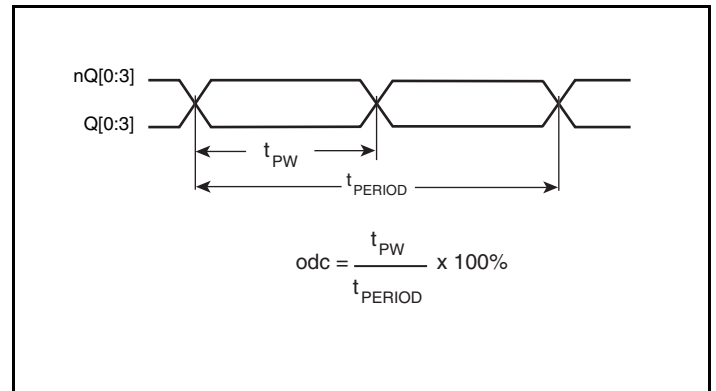 nQ[0:3]
Q[0:3]
tPW
tPERIOD
odc = tPW / tPERIOD x 100%